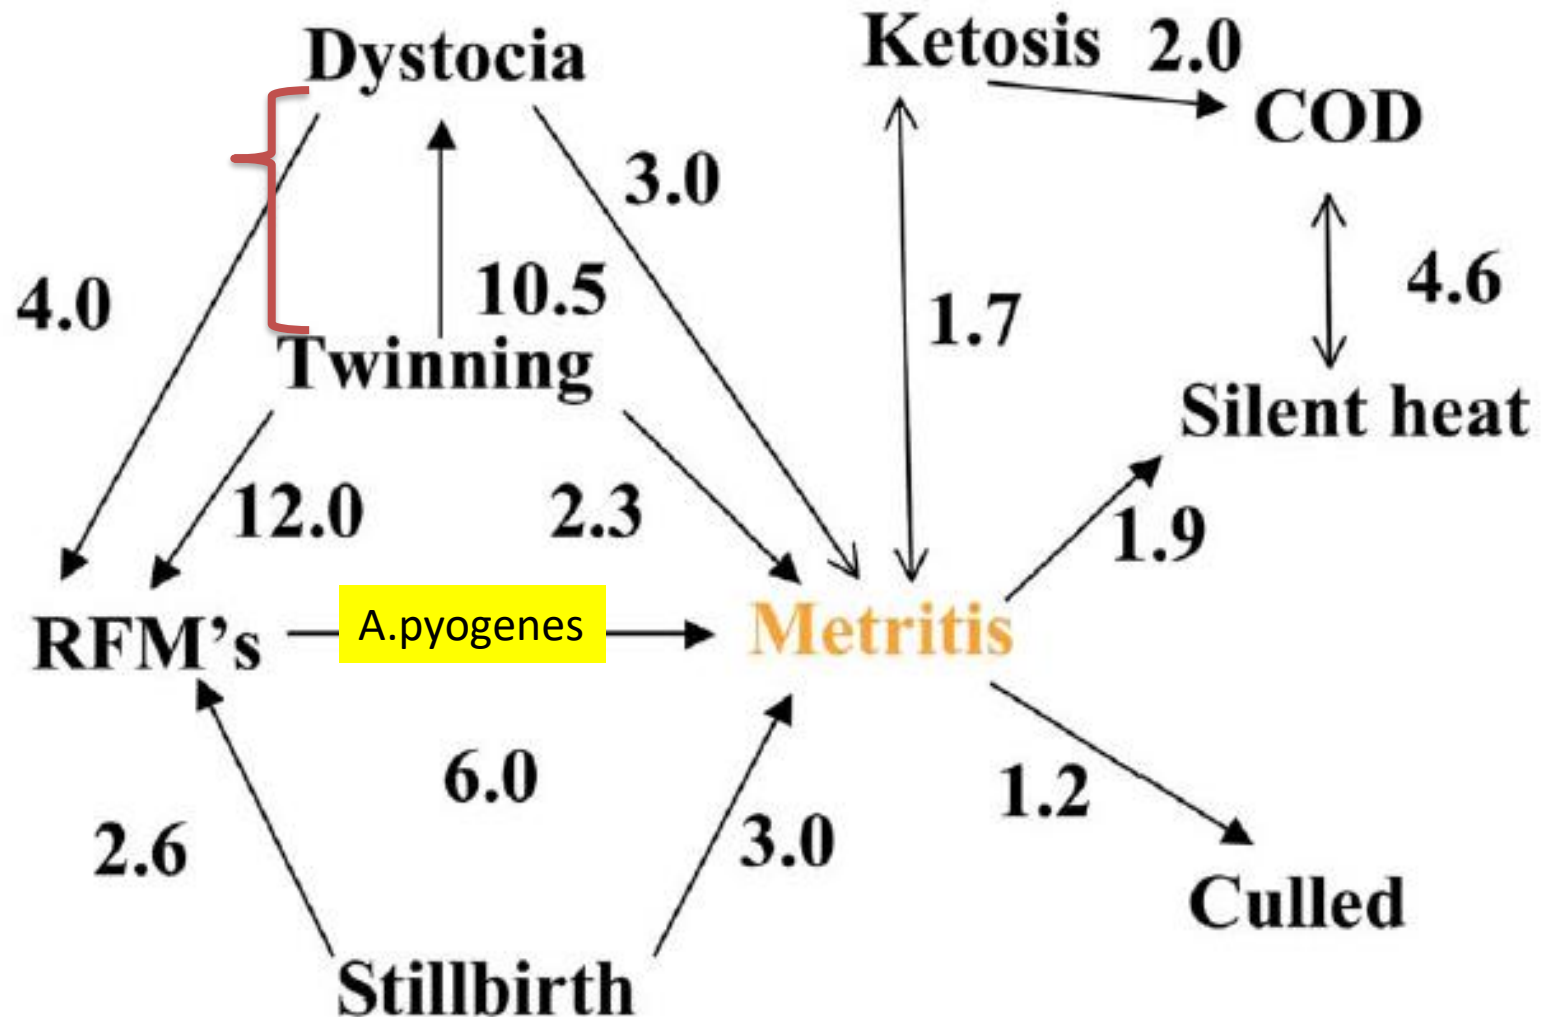 Dystocia
Ketosis 2.0
COD
3.0
4.0
10.5
1.7
4.6
Twinning
Silent heat
12.0
2.3
1.9
RFM's
A.pyogenes
Metritis
6.0
2.6
3.0
1.2
Culled
Stillbirth